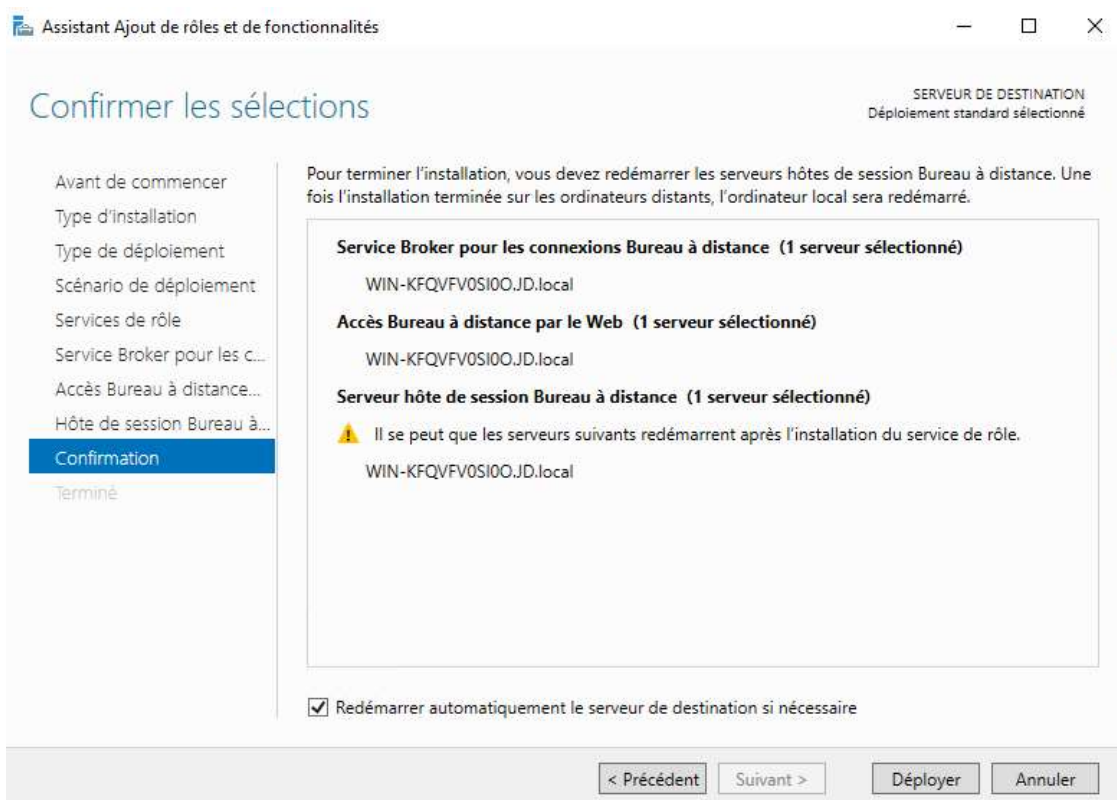 Assistant Ajout de rôles et de fonctionnalités
Confirmer les sélections
SERVEUR DE DESTINATION
Déploiement standard sélectionné
Avant de commencer
Type d'installation
Type de déploiement
Scénario de déploiement
Services de rôle
Service Broker pour les c...
Accès Bureau à distance...
Hôte de session Bureau à...
Confirmation
Terminé
Pour terminer l'installation, vous devez redémarrer les serveurs hôtes de session Bureau à distance. Une
fois l'installation terminée sur les ordinateurs distants, l'ordinateur local sera redémarré.
Service Broker pour les connexions Bureau à distance (1 serveur sélectionné)
WIN-KFQVFV0SI0O.JD.local
Accès Bureau à distance par le Web (1 serveur sélectionné)
WIN-KFQVFV0SI0O.JD.local
Serveur hôte de session Bureau à distance (1 serveur sélectionné)
Il se peut que les serveurs suivants redémarrent après l'installation du service de rôle.
WIN-KFQVFV0SI0O.JD.local
Redémarrer automatiquement le serveur de destination si nécessaire
< Précédent
Suivant >
Déployer
Annuler